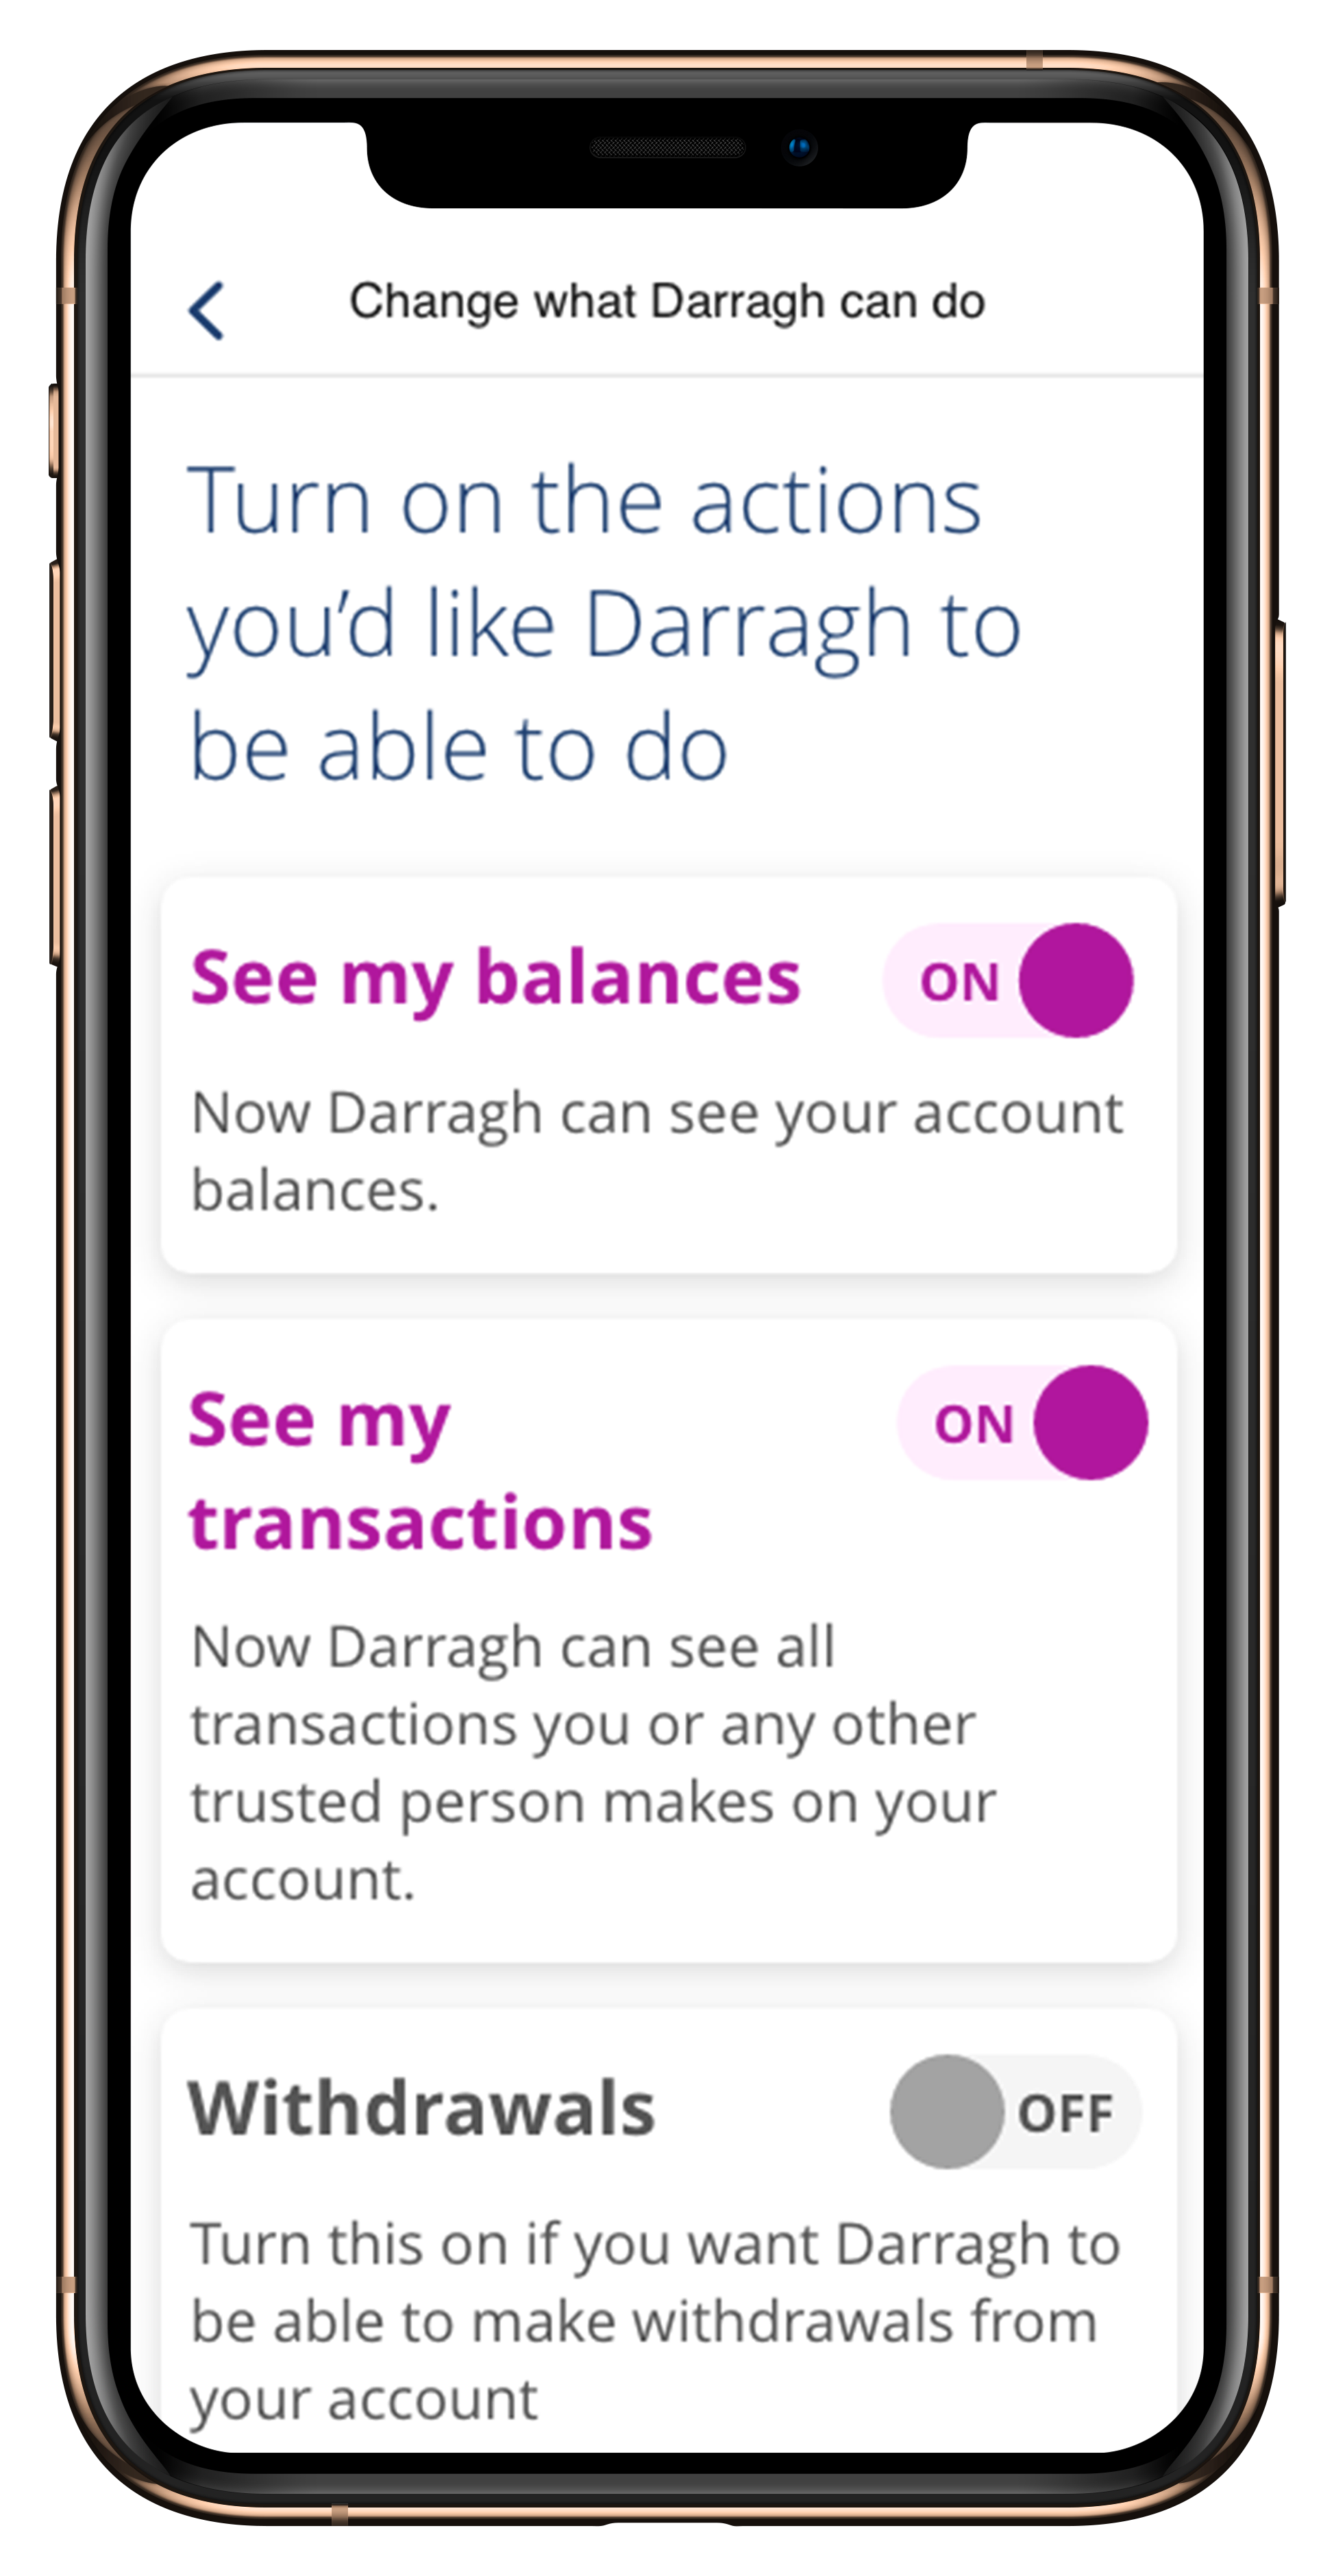 Change what Darragh can do
Turn on the actions
you’d like Darragh to
be able to do
See my balances
ON
Now Darragh can see your account
balances.
See my
ON
transactions
Now Darragh can see all
transactions you or any other
trusted person makes on your
account.
Withdrawals
OFF
Turn this on if you want Darragh to
be able to make withdrawals from
your account